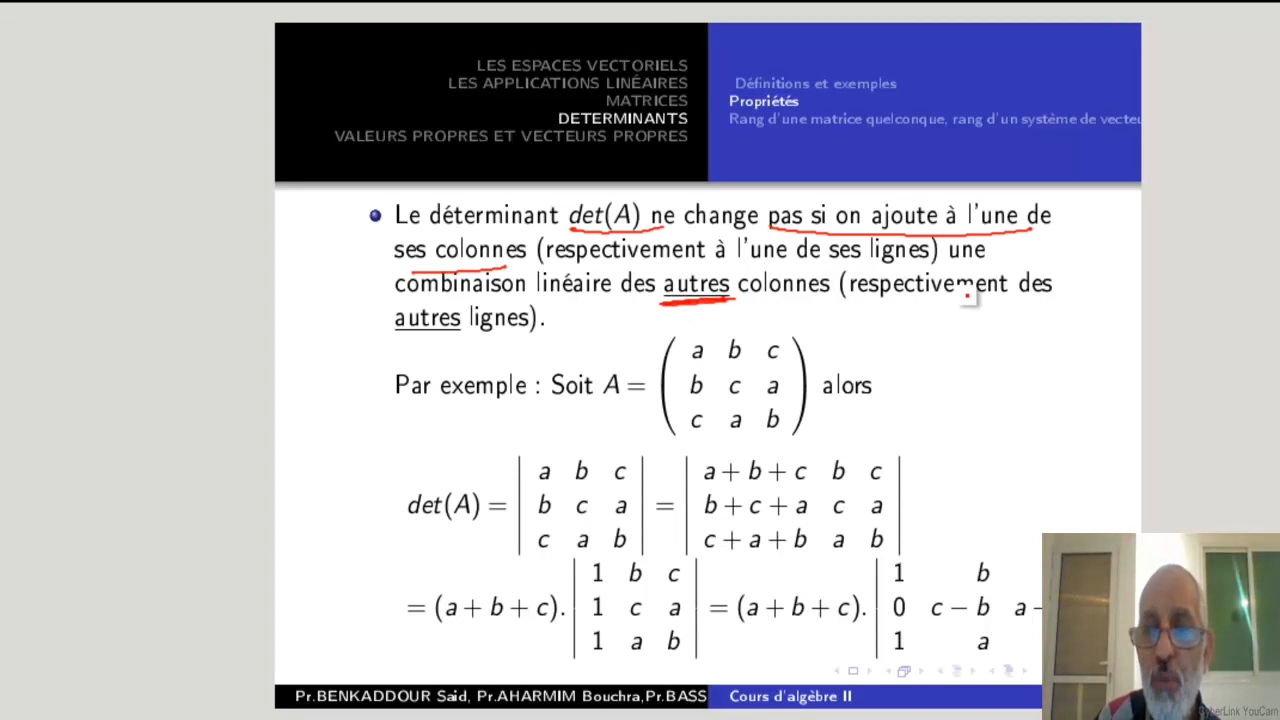 LES ESPACES VECTORIELS
LES APPLICATIONS LINÉAIRES
MATRICES
DETERMINANTS
VALEURS PROPRES ET VECTEURS PROPRES
Définitions et exemples
Propriétés
Rang d'une matrice quelconque, rang d'un système de vecteu
Le déterminant det(A) ne change pas si on ajoute à l'une de
ses colonnes (respectivement à l'une de ses lignes) une
combinaison linéaire des autres colonnes (respectivement des
autres lignes).
Par exemple : Soit A = ( a b c
b c a
c a b ) alors
det(A) = | a b c | = | a + b + c b c |
| b c a | | b + c + a c a |
| c a b | | c + a + b a b |
= (a + b + c). | 1 b c | = (a + b + c). | 1 b
| 1 c a | | 0 c − b a −
| 1 a b | | 1 a
Pr.BENKADDOUR Said, Pr.AHARMIM Bouchra,Pr.BASS
Cours d'algèbre II
CyberLink YouCam